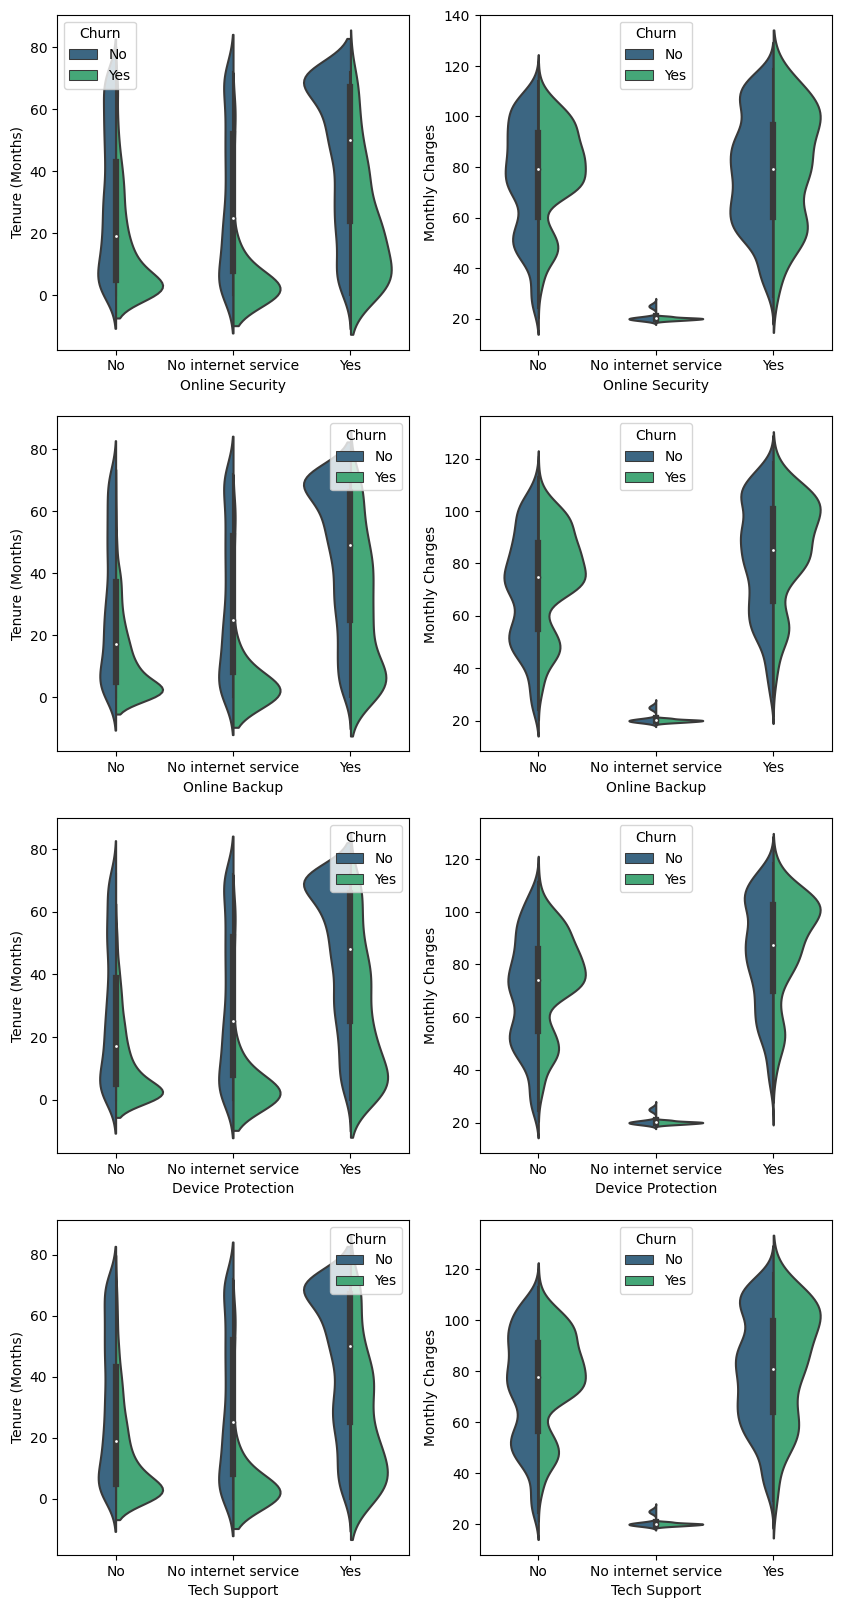 Churn
No
Yes
80
60
40
20
0
Tenure (Months)
No No internet service Yes
Online Security
Churn
No
Yes
140
120
100
80
60
40
20
Monthly Charges
No No internet service Yes
Online Security
Churn
No
Yes
80
60
40
20
0
Tenure (Months)
No No internet service Yes
Online Backup
Churn
No
Yes
120
100
80
60
40
20
Monthly Charges
No No internet service Yes
Online Backup
Churn
No
Yes
80
60
40
20
0
Tenure (Months)
No No internet service Yes
Device Protection
Churn
No
Yes
120
100
80
60
40
20
Monthly Charges
No No internet service Yes
Device Protection
Churn
No
Yes
80
60
40
20
0
Tenure (Months)
No No internet service Yes
Tech Support
Churn
No
Yes
120
100
80
60
40
20
Monthly Charges
No No internet service Yes
Tech Support